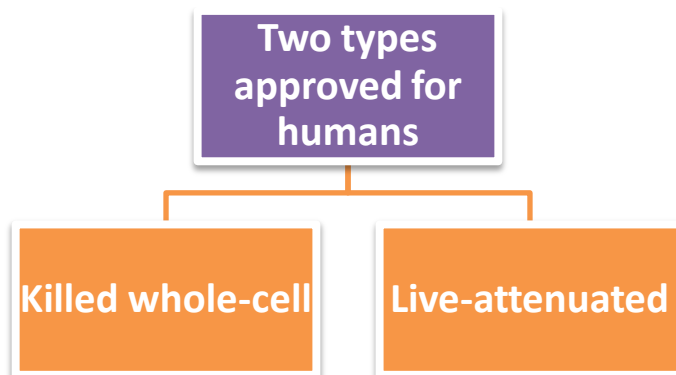 Two types
approved for
humans
Killed whole-cell
Live-attenuated